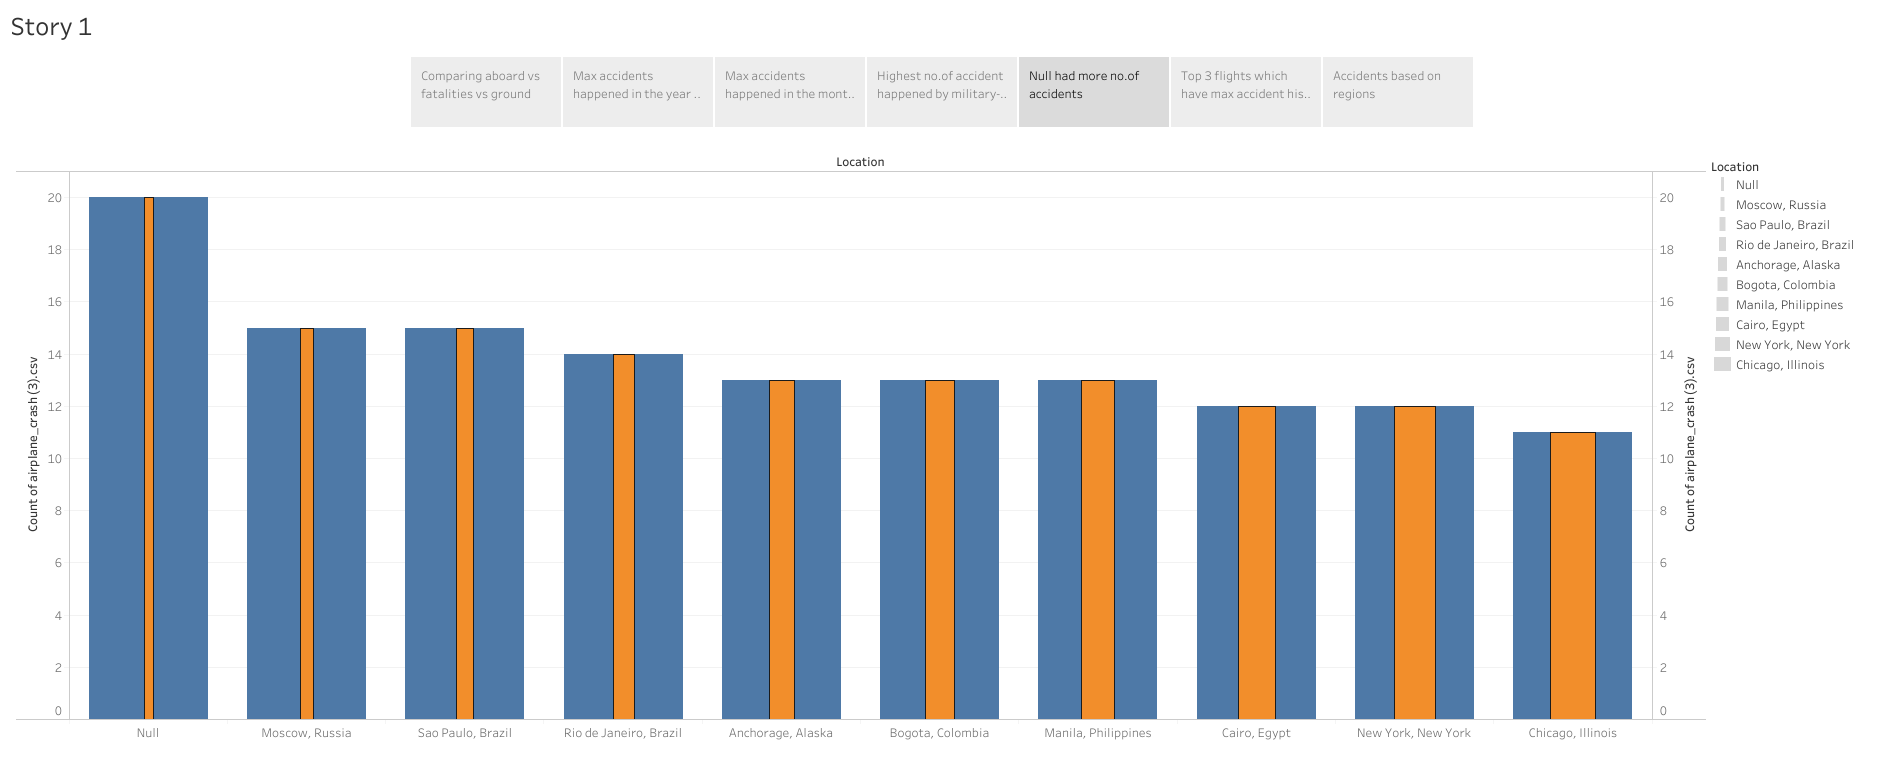 Story 1
Comparing aboard vs
fatalities vs ground
Max accidents
happened in the year ..
Max accidents
happened in the mont..
Highest no.of accident
happened by military-..
Null had more no.of
accidents
Top 3 flights which
have max accident his..
Accidents based on
regions
Location
20
18
16
14
12
10
8
6
4
2
0
Count of airplane_crash (3).csv
20
18
16
14
12
10
8
6
4
2
0
Count of airplane_crash (3).csv
Null
Moscow, Russia
Sao Paulo, Brazil
Rio de Janeiro, Brazil
Anchorage, Alaska
Bogota, Colombia
Manila, Philippines
Cairo, Egypt
New York, New York
Chicago, Illinois
Location
Null
Moscow, Russia
Sao Paulo, Brazil
Rio de Janeiro, Brazil
Anchorage, Alaska
Bogota, Colombia
Manila, Philippines
Cairo, Egypt
New York, New York
Chicago, Illinois